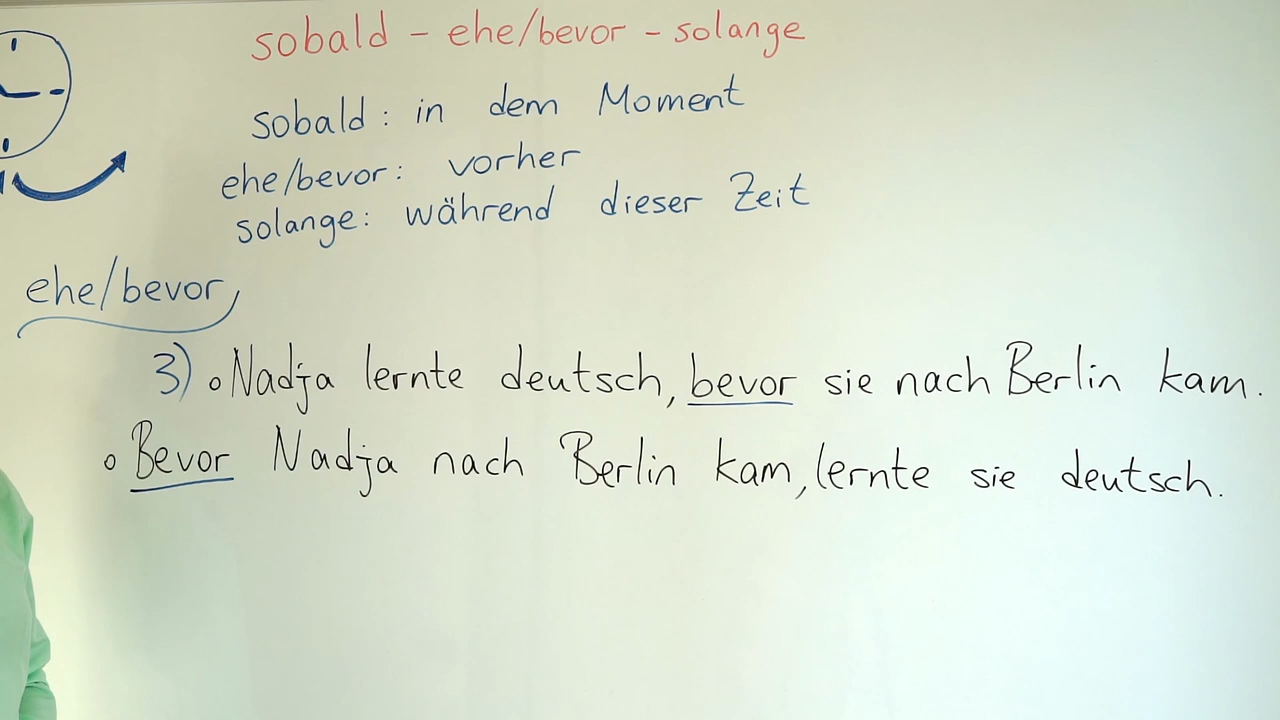 sobald - ehe/bevor - solange
sobald: in dem Moment
ehe/bevor: vorher
solange: während dieser Zeit
ehe/bevor
3) o Nadja lernte deutsch, bevor sie nach Berlin kam.
o Bevor Nadja nach Berlin kam, lernte sie deutsch.